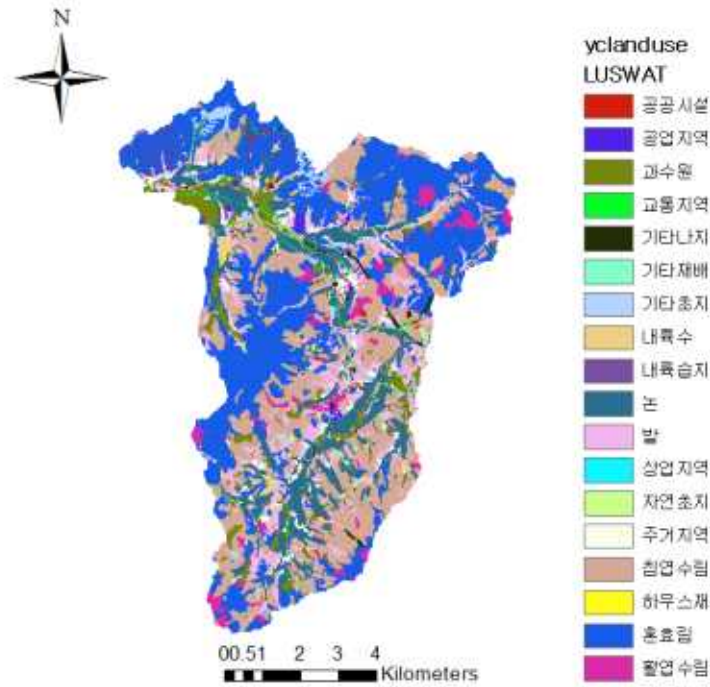 N
yclanduse
LUSWAT
공공시설
공업지역
과수원
교통지역
기타나지
기타재배
기타초지
내륙수
내륙습지
논
밭
상업지역
자연초지
주거지역
침엽수림
하우스재
혼효림
활엽수림
00.51 2 3 4
Kilometers